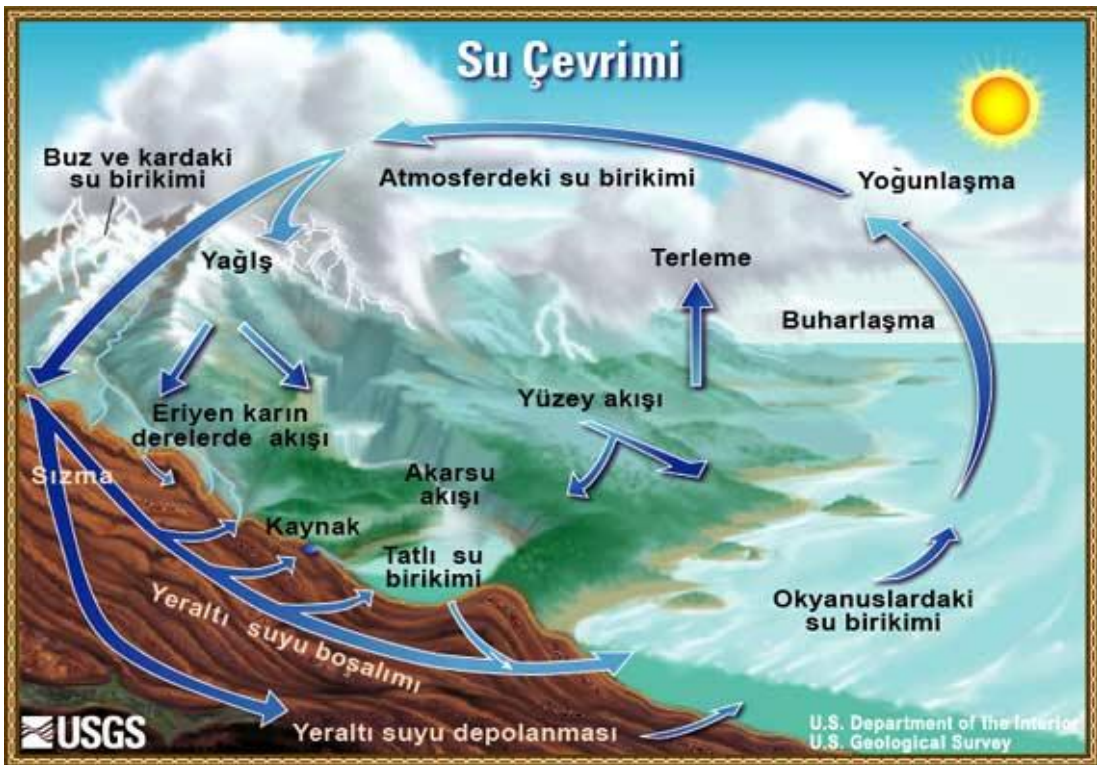 Su Çevrimi
Buz ve kardaki
su birikimi
Atmosferdeki su birikimi
Yoğunlaşma
Yağış
Terleme
Buharlaşma
Eriyen karın
derelerde akışı
Yüzey akışı
Sızma
Akarsu
akışı
Kaynak
Tatlı su
birikimi
Okyanuslardaki
su birikimi
Yeraltı suyu boşalımı
Yeraltı suyu depolanması
USGS
U.S. Department of the Interior
U.S. Geological Survey